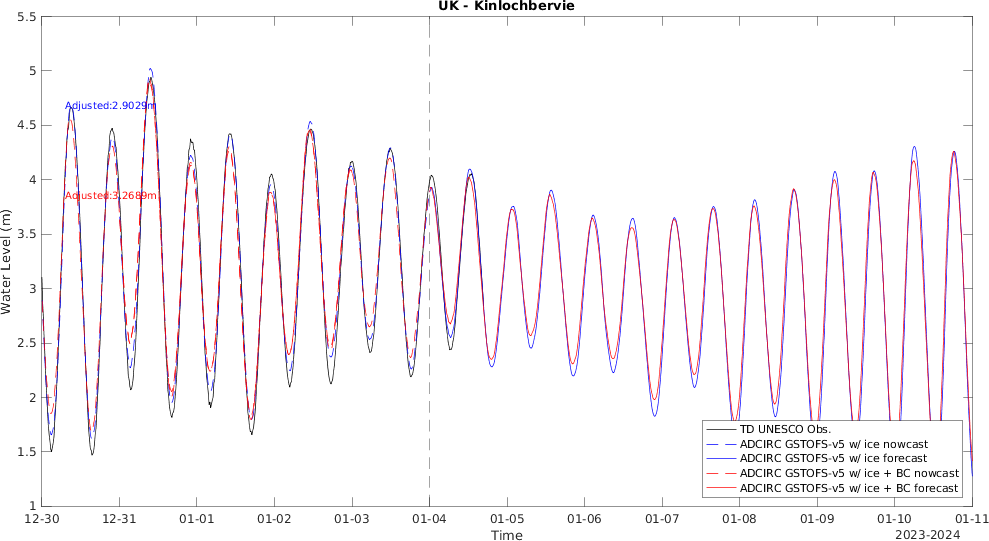 UK - Kinlochbervie
5.5
5
4.5
4
3.5
3
2.5
2
1.5
1
Water Level (m)
Adjusted:2.9029m
Adjusted:3.2689m
TD UNESCO Obs.
ADCIRC GSTOFS-v5 w/ ice nowcast
ADCIRC GSTOFS-v5 w/ ice forecast
ADCIRC GSTOFS-v5 w/ ice + BC nowcast
ADCIRC GSTOFS-v5 w/ ice + BC forecast
12-30 12-31 01-01 01-02 01-03 01-04 01-05 01-06 01-07 01-08 01-09 01-10 01-11
Time
2023-2024